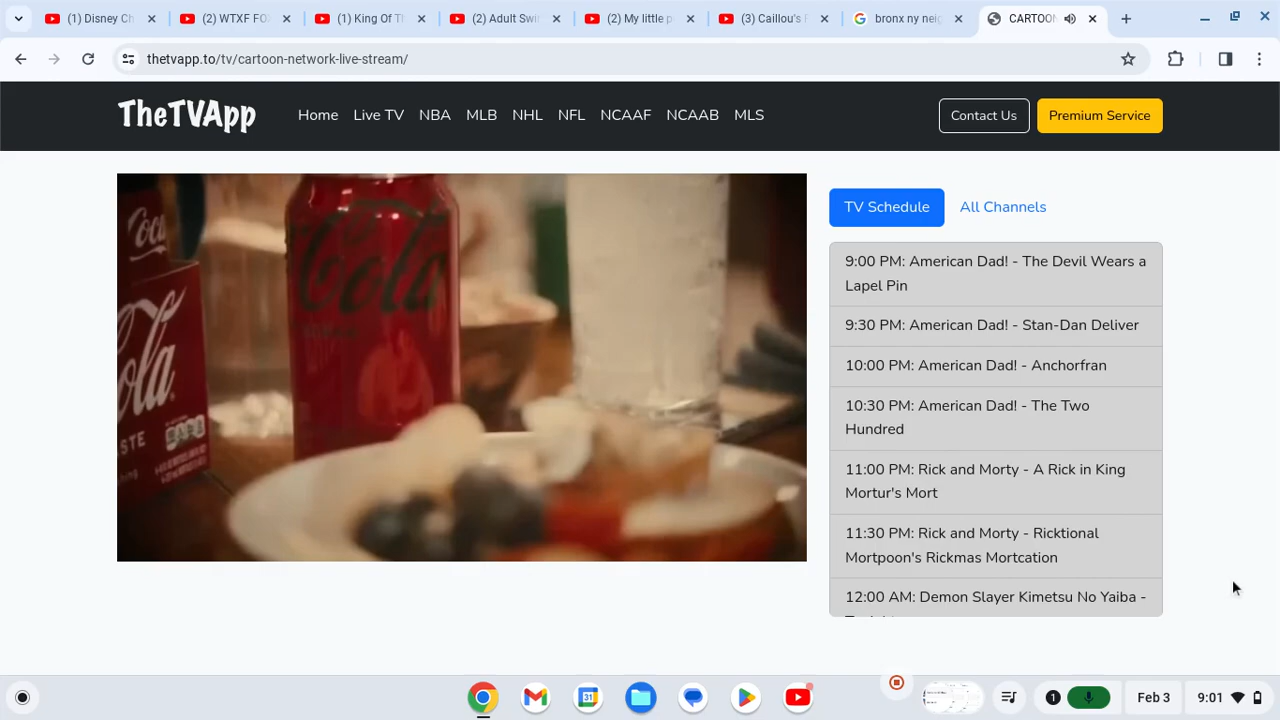 (1) Disney Ch
(2) WTXF FO
(1) King Of T
(2) Adult Swi
(2) My little p
(3) Caillou's
bronx ny neig
CARTOO
thetvapp.to/tv/cartoon-network-live-stream/
TheTVApp
Home
Live TV
NBA
MLB
NHL
NFL
NCAAF
NCAAB
MLS
Contact Us
Premium Service
Cola
TV Schedule
All Channels
9:00 PM: American Dad! - The Devil Wears a
Lapel Pin
9:30 PM: American Dad! - Stan-Dan Deliver
10:00 PM: American Dad! - Anchorfran
10:30 PM: American Dad! - The Two
Hundred
11:00 PM: Rick and Morty - A Rick in King
Mortur's Mort
11:30 PM: Rick and Morty - Ricktional
Mortpoon's Rickmas Mortcation
12:00 AM: Demon Slayer Kimetsu No Yaiba -
31
1
Feb 3
9:01